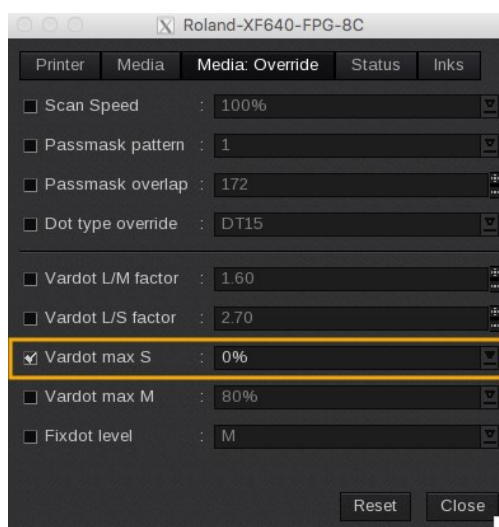 Roland-XF640-FPG-8C
Printer Media Media: Override Status Inks
Scan Speed : 100%
Passmask pattern : 1
Passmask overlap : 172
Dot type override : DT15
Vardot L/M factor : 1.60
Vardot L/S factor : 2.70
Vardot max S : 0%
Vardot max M : 80%
Fixdot level : M
Reset Close